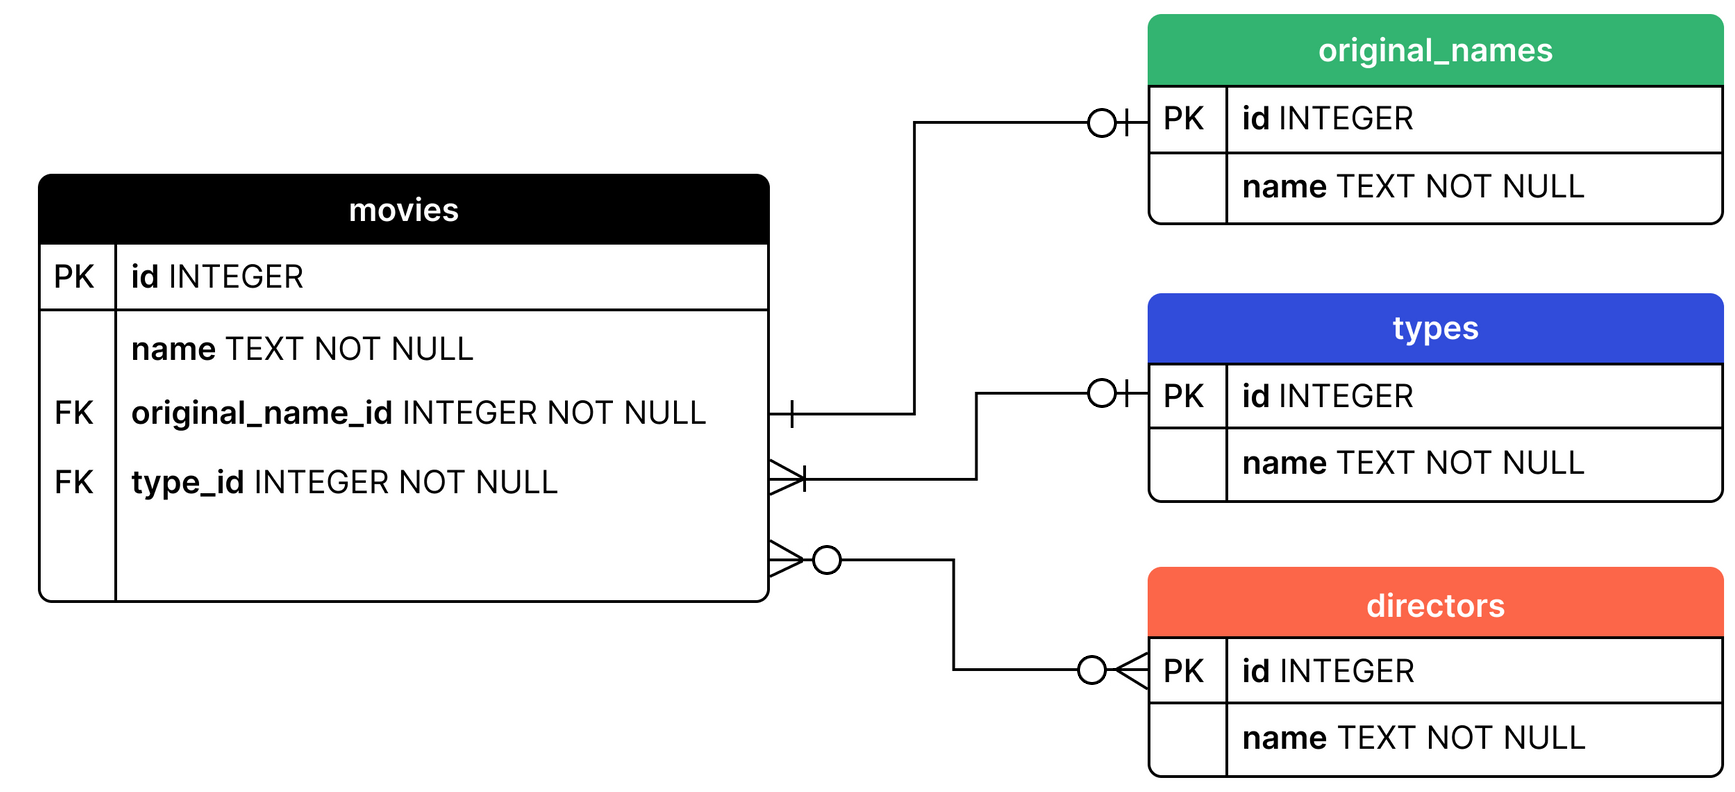 movies
PK id INTEGER
name TEXT NOT NULL
FK original_name_id INTEGER NOT NULL
FK type_id INTEGER NOT NULL
original_names
PK id INTEGER
name TEXT NOT NULL
types
PK id INTEGER
name TEXT NOT NULL
directors
PK id INTEGER
name TEXT NOT NULL